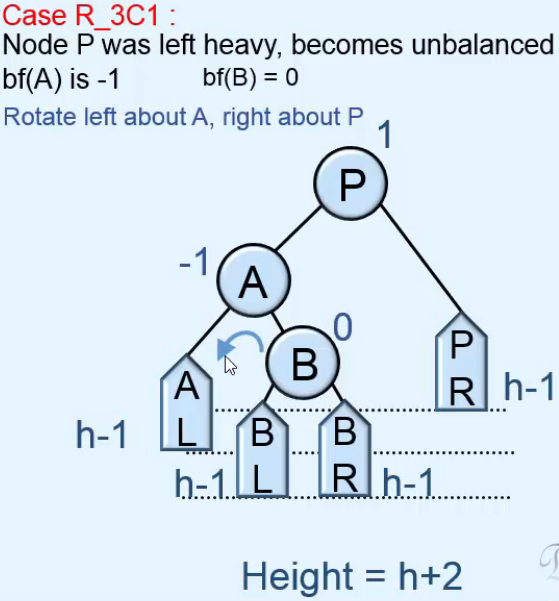 Case R_3C1 :
Node P was left heavy, becomes unbalanced
bf(A) is -1 bf(B) = 0
Rotate left about A, right about P
1
P
-1
A
0
B
P
R
h-1
A
L
h-1
B
L
h-1
B
R
h-1
Height = h+2